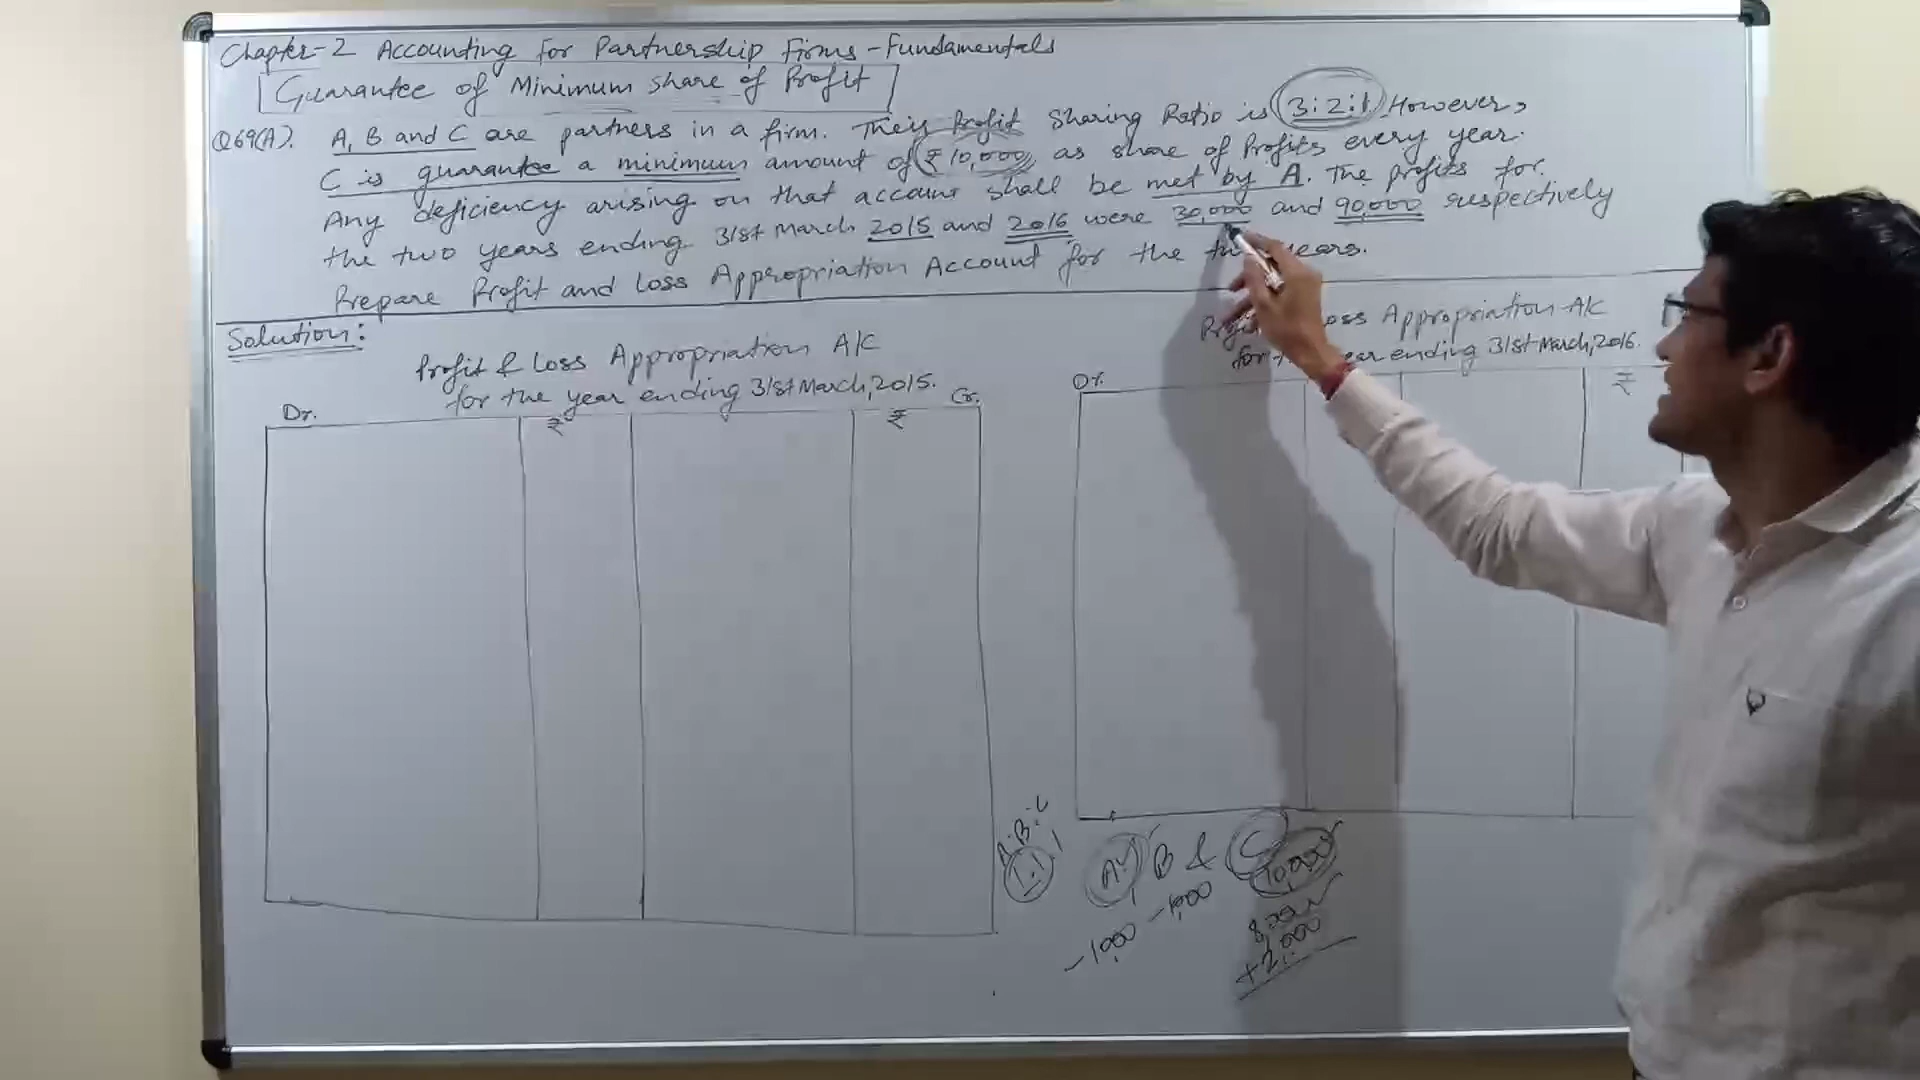 Chapter-2 Accounting for Partnership Firms-Fundamentals
Guarantee of Minimum Share of Profit
Q69(A). A, B and C are partners in a firm. Their Profit Sharing Ratio is 3:2:1. However,
C is guarantee a minimum amount of ₹10,000 as share of Profits every year.
Any deficiency arising on that account shall be met by A. The profits for
the two years ending 31st March 2015 and 2016 were 30,000 and 90,000 respectively
Prepare Profit and Loss Appropriation Account for the years.
Solution:
Profit & Loss Appropriation A/C
for the year ending 31st March, 2015.
Dr. Cr.
₹ ₹
Loss Appropriation A/C
for year ending 31st March, 2016.
Dr.
₹
A:B:C
1:1
A, B & C
10,000
-1,000 -1,000
8,000
+2,000